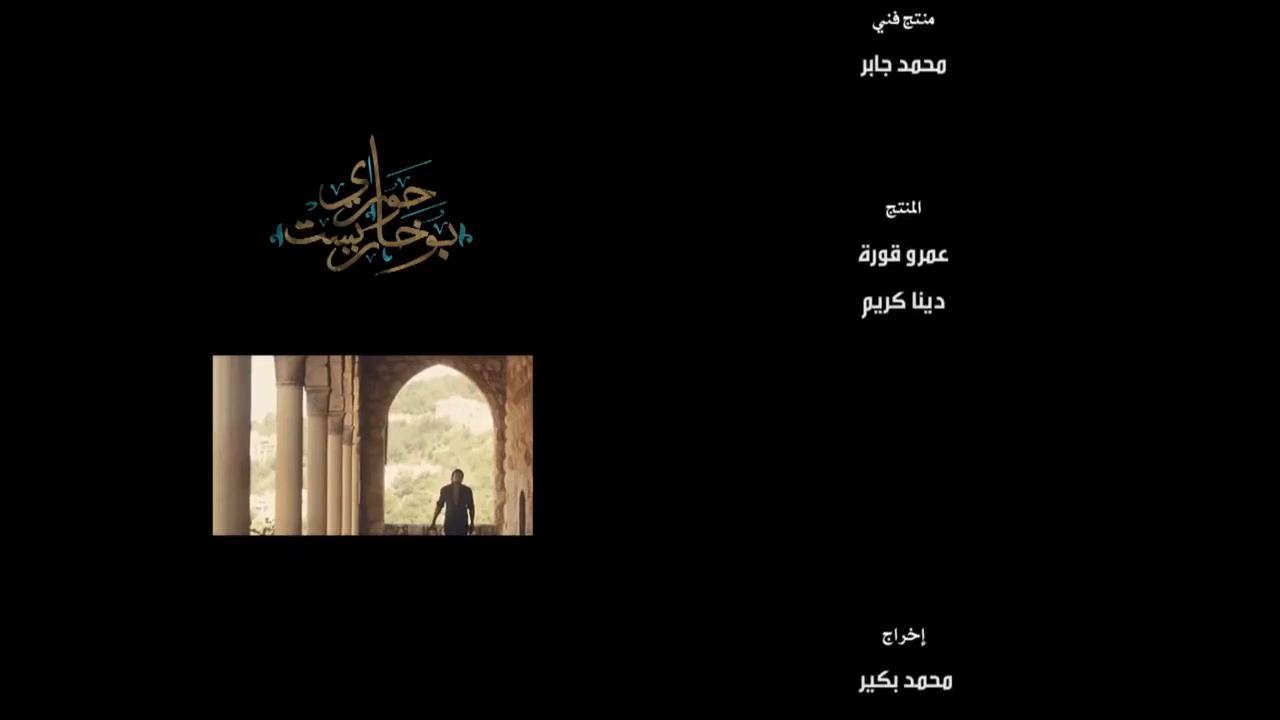 منتج فني
محمد جابر
حواري
بوخاريست
المنتج
عمرو قورة
دينا كريم
إخراج
محمد بكير